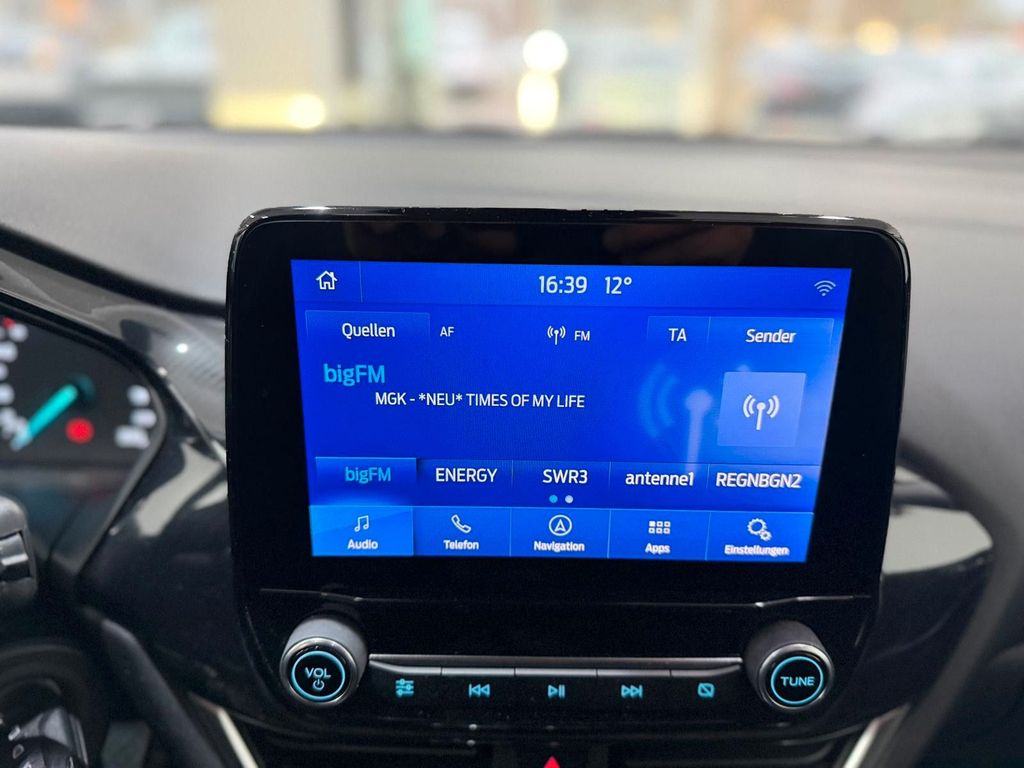 16:39 12°
Quellen AF FM TA Sender
bigFM
MGK - *NEU* TIMES OF MY LIFE
bigFM ENERGY SWR3 antenne1 REGNBGN2
Audio Telefon Navigation Apps Einstellungen
VOL TUNE